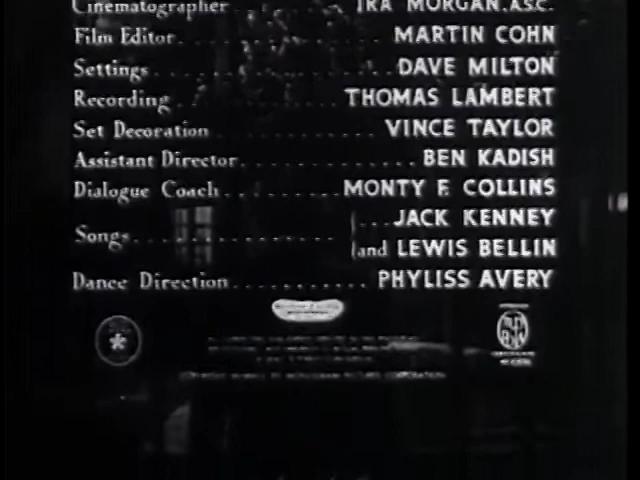 Cinematographer IRA MORGAN. A.S.C.
Film Editor. . . . . . . . . . . . . MARTIN COHN
Settings. . . . . . . . . . . . . . . DAVE MILTON
Recording. . . . . . . . . . . THOMAS LAMBERT
Set Decoration . . . . . . . . . . . VINCE TAYLOR
Assistant Director. . . . . . . . . . . . BEN KADISH
Dialogue Coach. . . . . . . . MONTY F. COLLINS
Songs. . . . . . . . . . . . . . { . . . JACK KENNEY
and LEWIS BELLIN
Dance Direction. . . . . . . . . . . PHYLISS AVERY